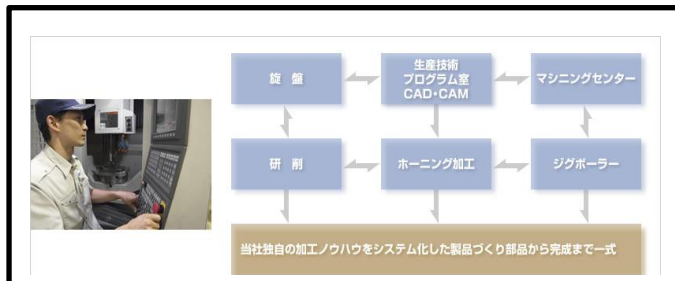 旋 盤
生産技術
プログラム室
CAD・CAM
マシニングセンター
研 削
ホーニング加工
ジグボーラー
当社独自の加工ノウハウをシステム化した製品づくり部品から完成まで一式